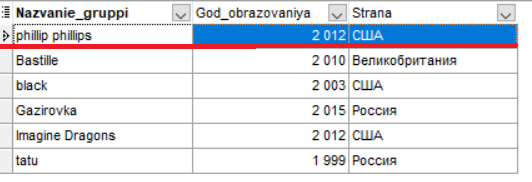 Nazvanie_gruppi God_obrazovaniya Strana
phillip phillips 2 012 США
Bastille 2 010 Великобритания
black 2 003 США
Gazirovka 2 015 Россия
Imagine Dragons 2 012 США
tatu 1 999 Россия